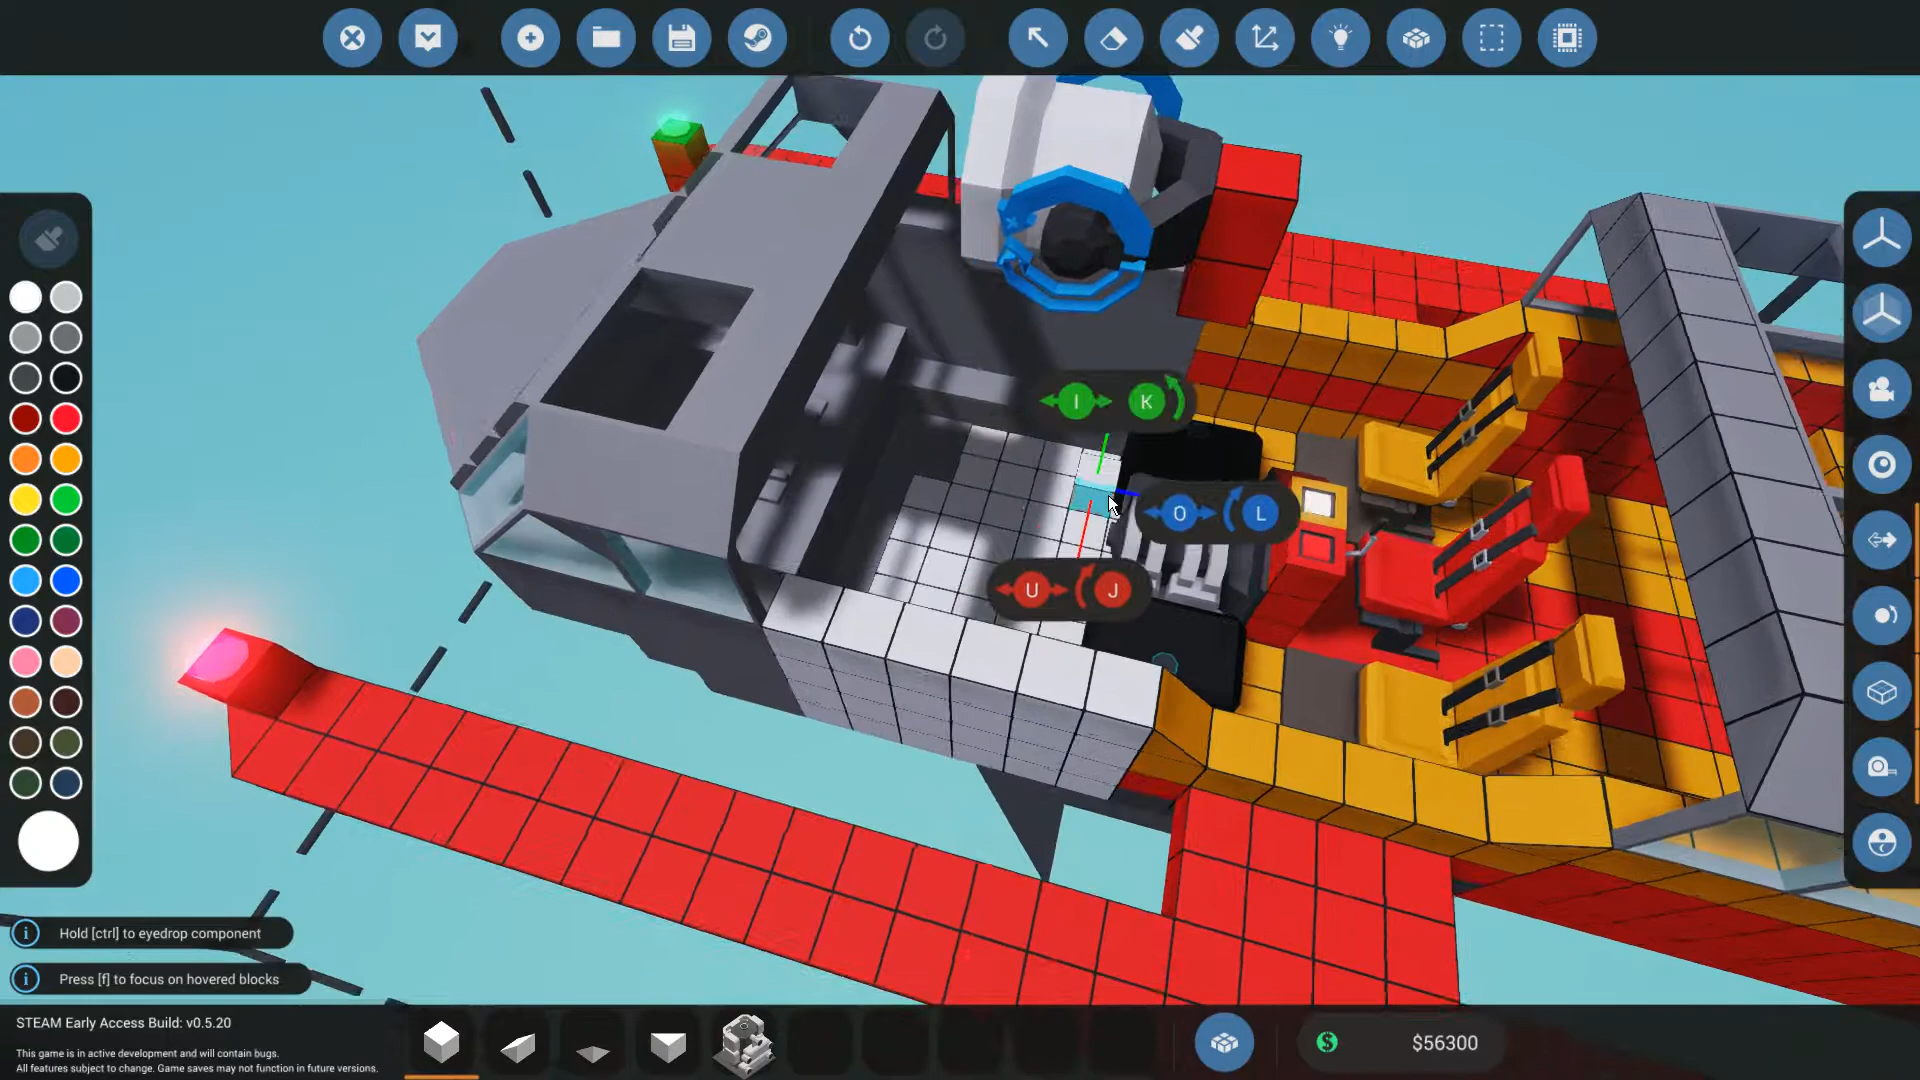 I
K
O
L
U
J
Hold [ctrl] to eyedrop component
Press [f] to focus on hovered blocks
STEAM Early Access Build: v0.5.20
This game is in active development and will contain bugs.
All features subject to change. Game saves may not function in future versions.
$
$56300